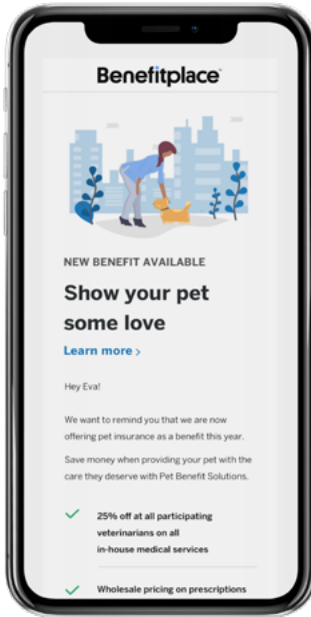 Benefitplace
NEW BENEFIT AVAILABLE
Show your pet
some love
Learn more >
Hey Eva!
We want to remind you that we are now
offering pet insurance as a benefit this year.
Save money when providing your pet with the
care they deserve with Pet Benefit Solutions.
25% off at all participating
veterinarians on all
in-house medical services
Wholesale pricing on prescriptions